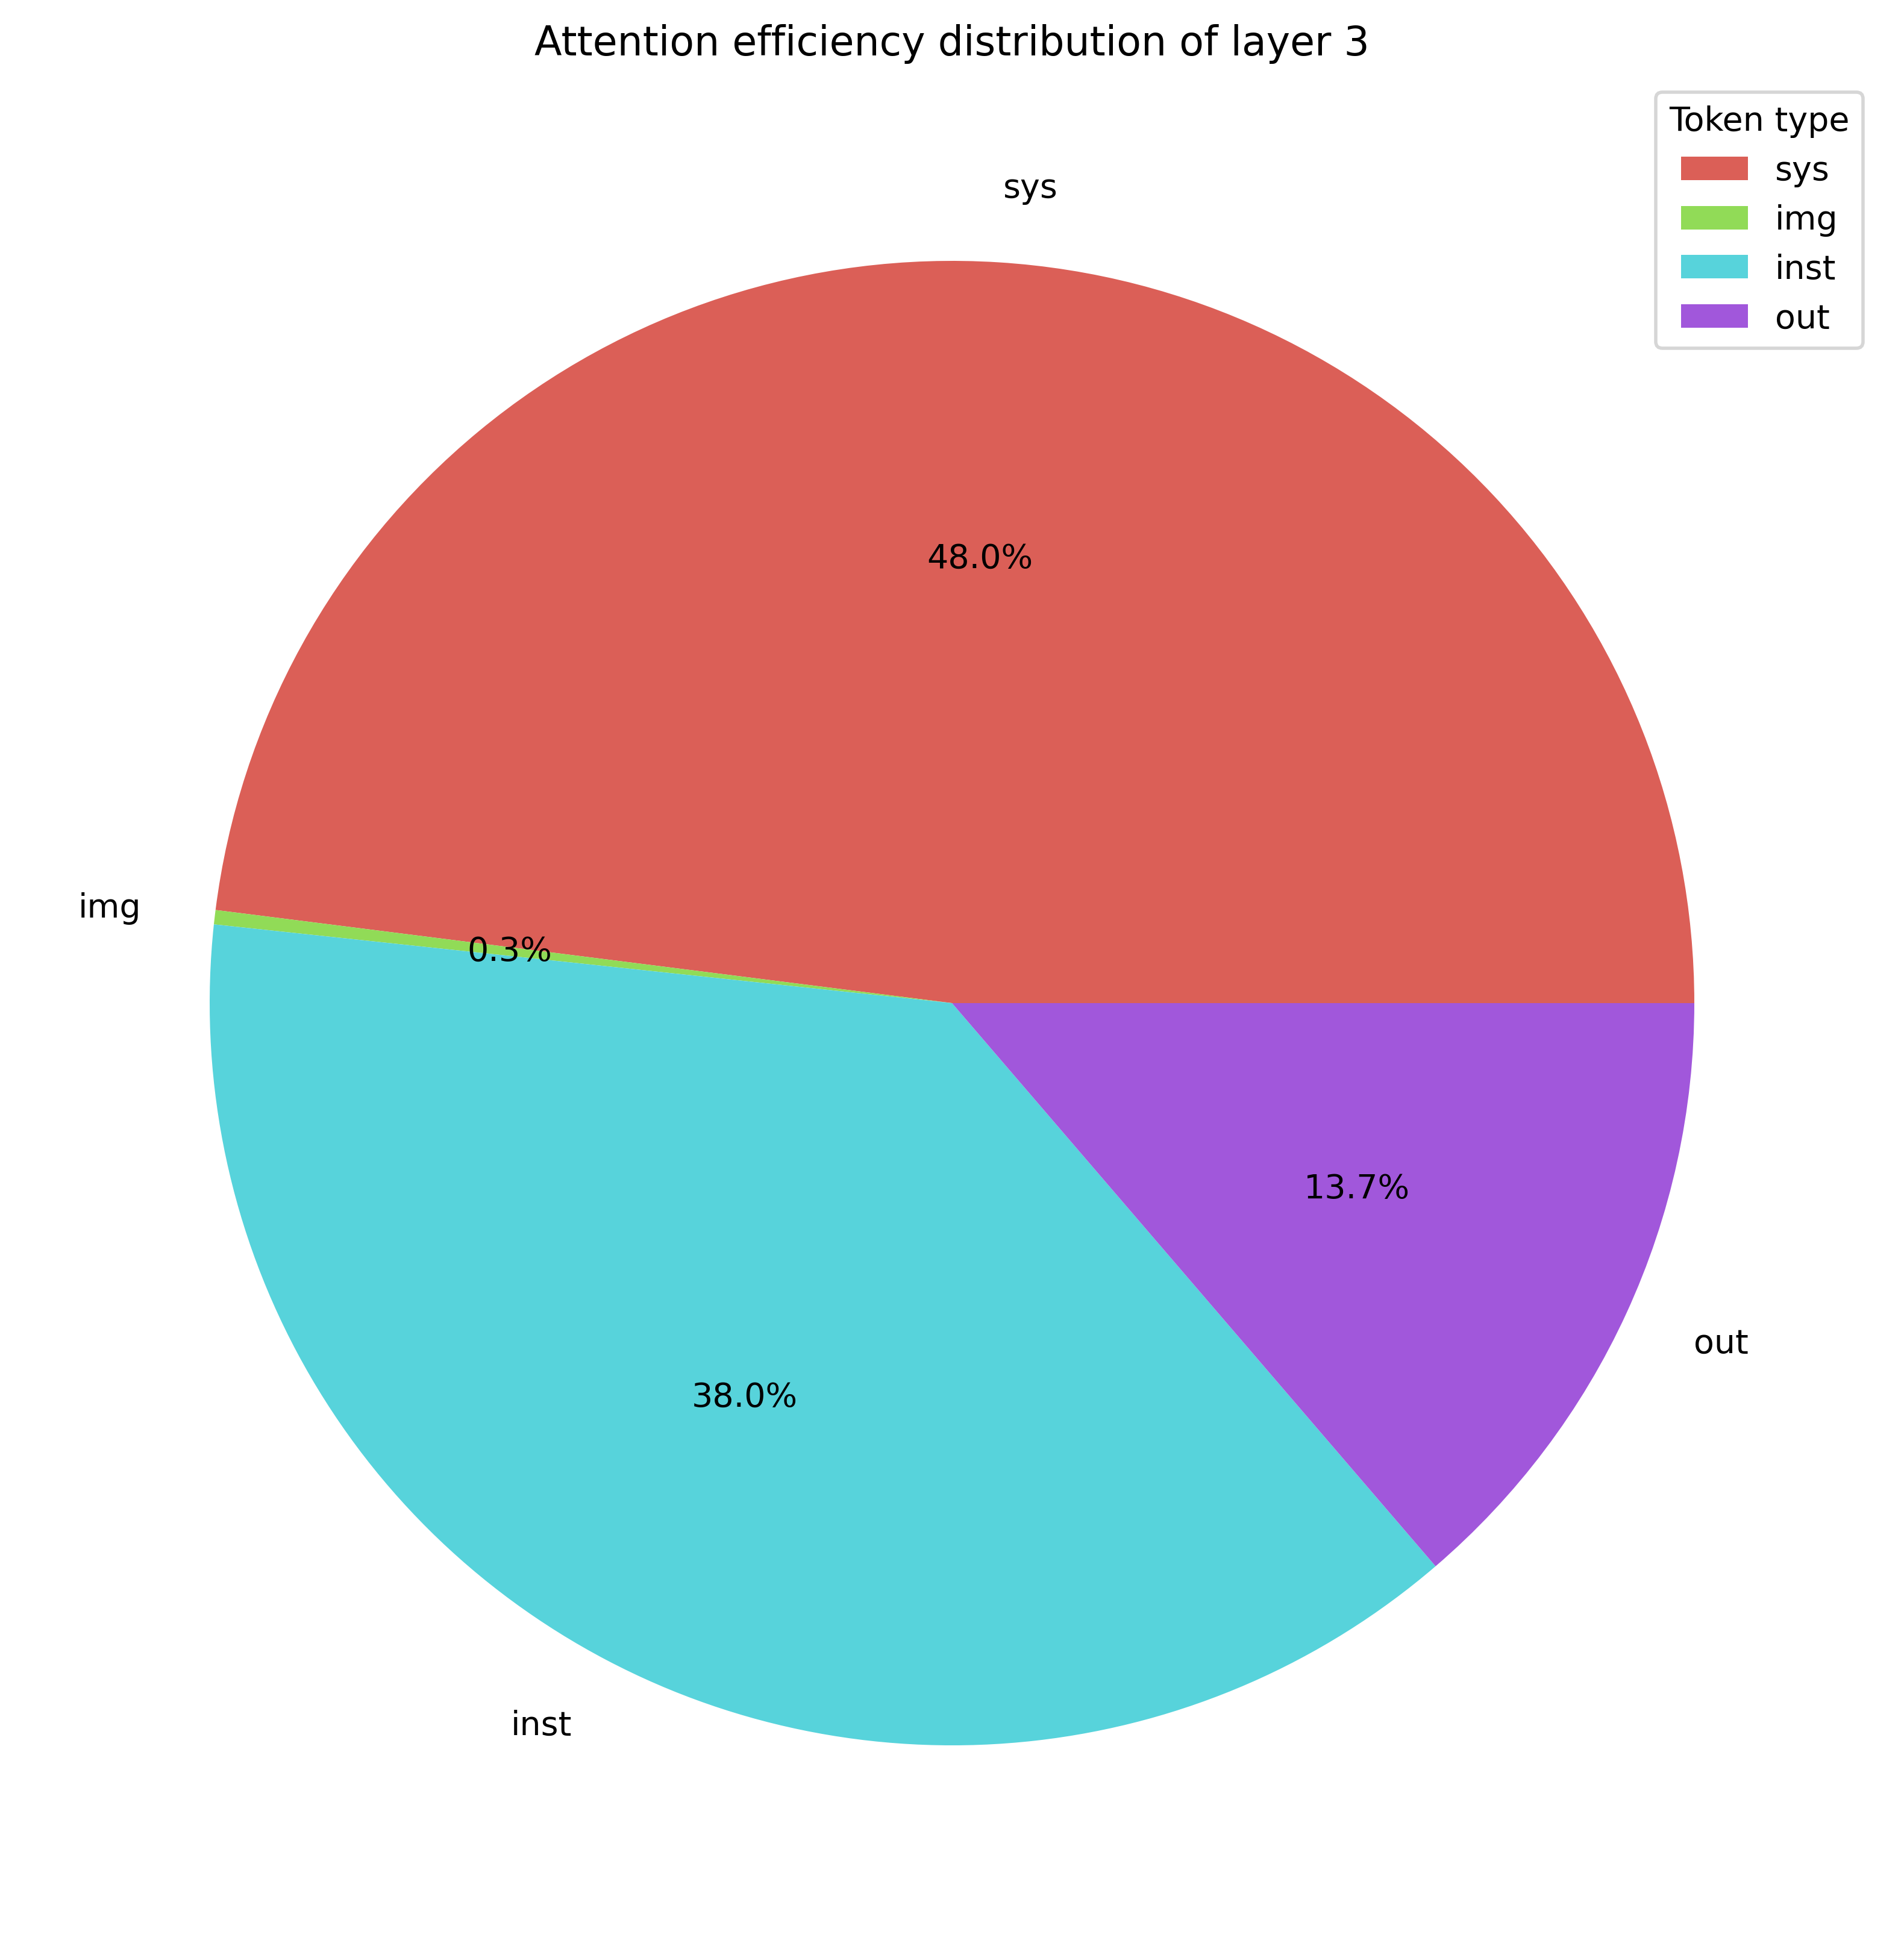 Attention efficiency distribution of layer 3
Token type
sys
img
inst
out
sys
48.0%
img
0.3%
13.7%
out
38.0%
inst